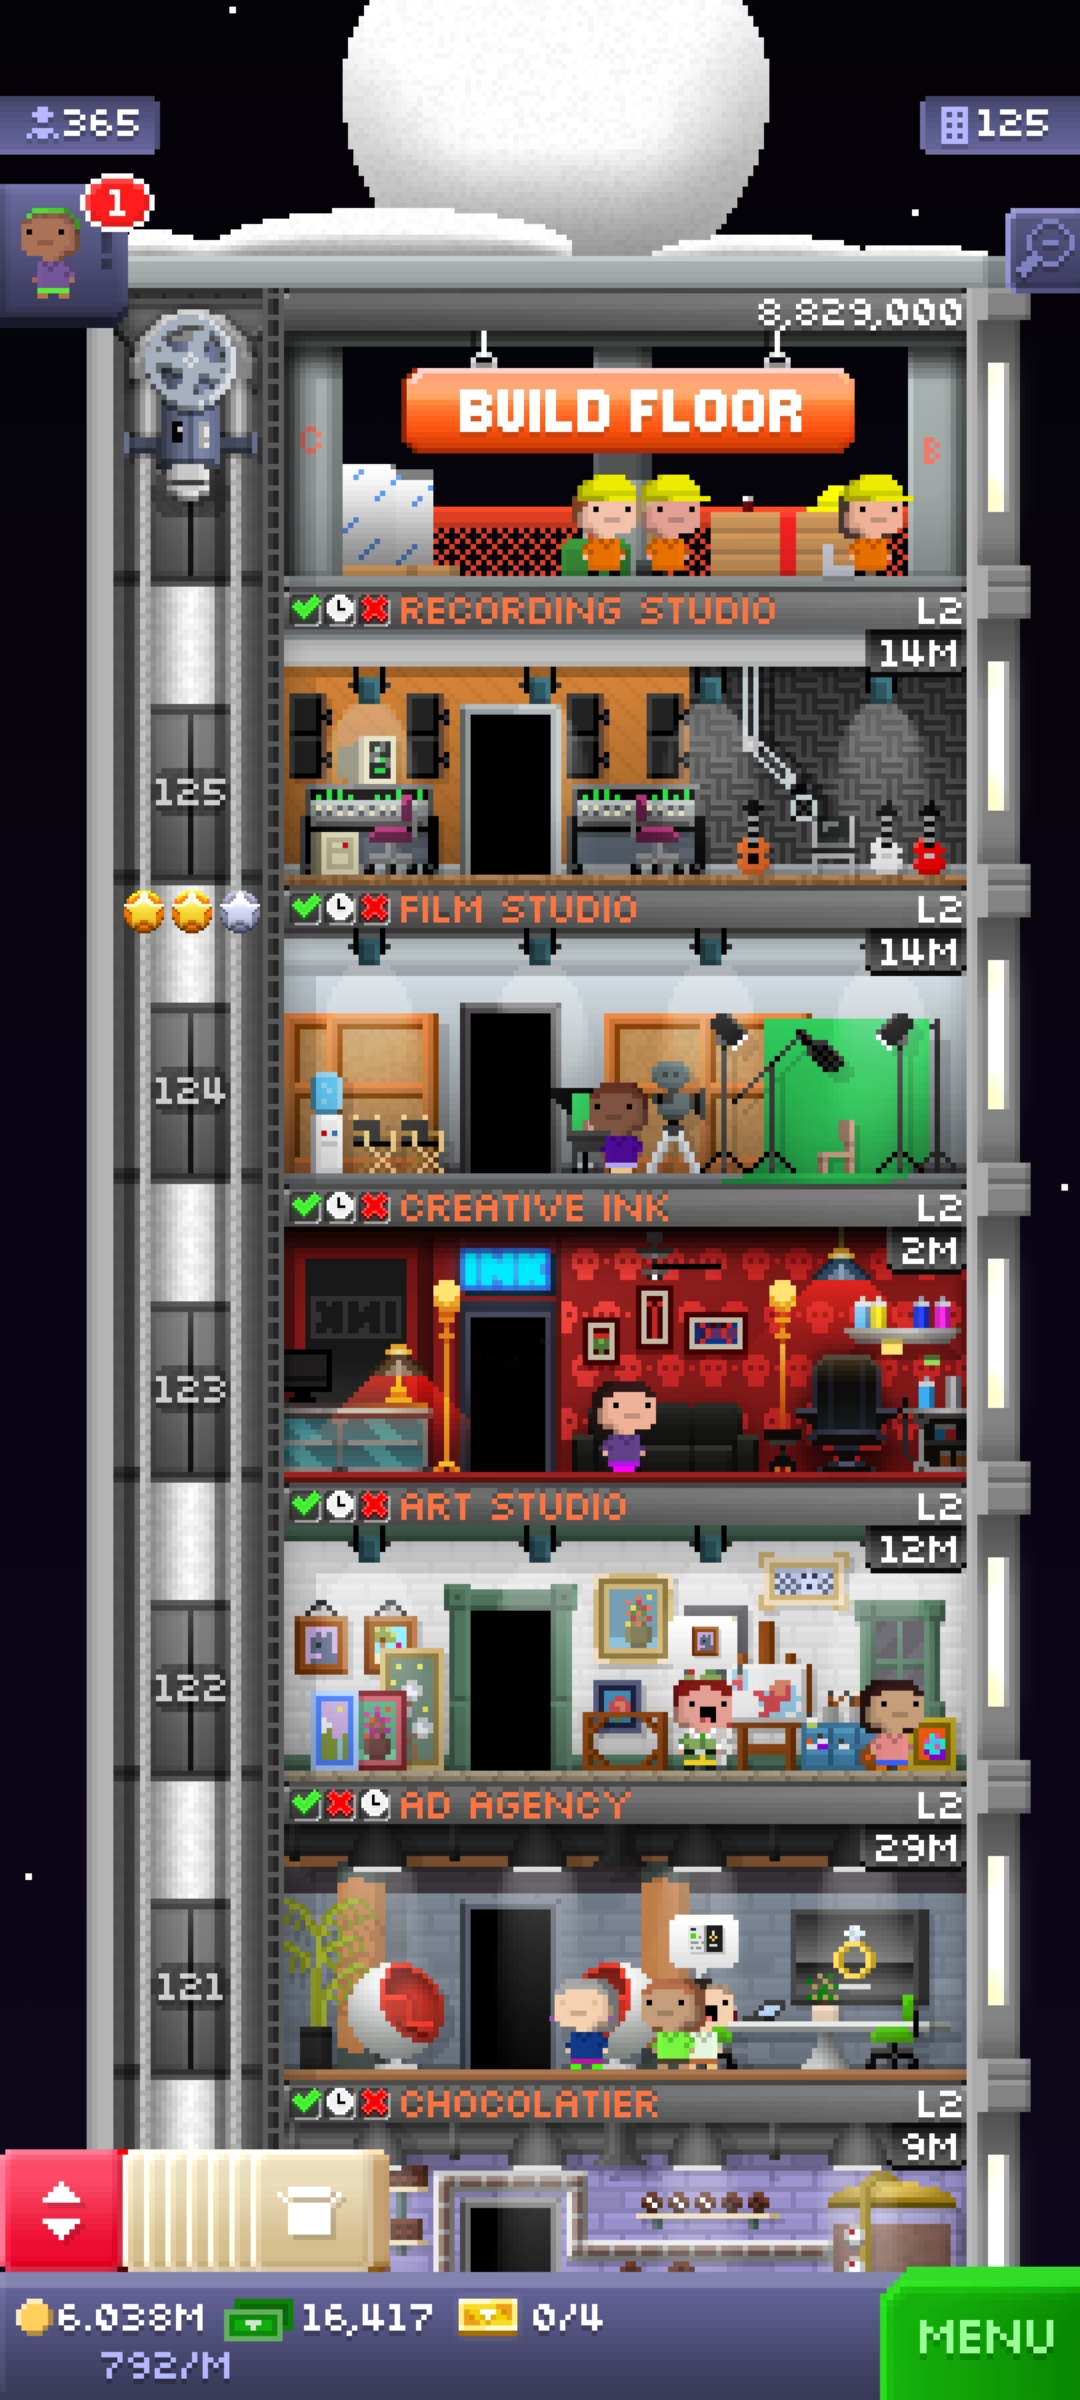 365
125
1
8,829,000
BUILD FLOOR
C
B
RECORDING STUDIO L2
14M
125
FILM STUDIO L2
14M
124
CREATIVE INK L2
2M
INK
123
ART STUDIO L2
12M
122
AD AGENCY L2
29M
121
CHOCOLATIER L2
9M
6.038M 16,417 0/4
792/M
MENU